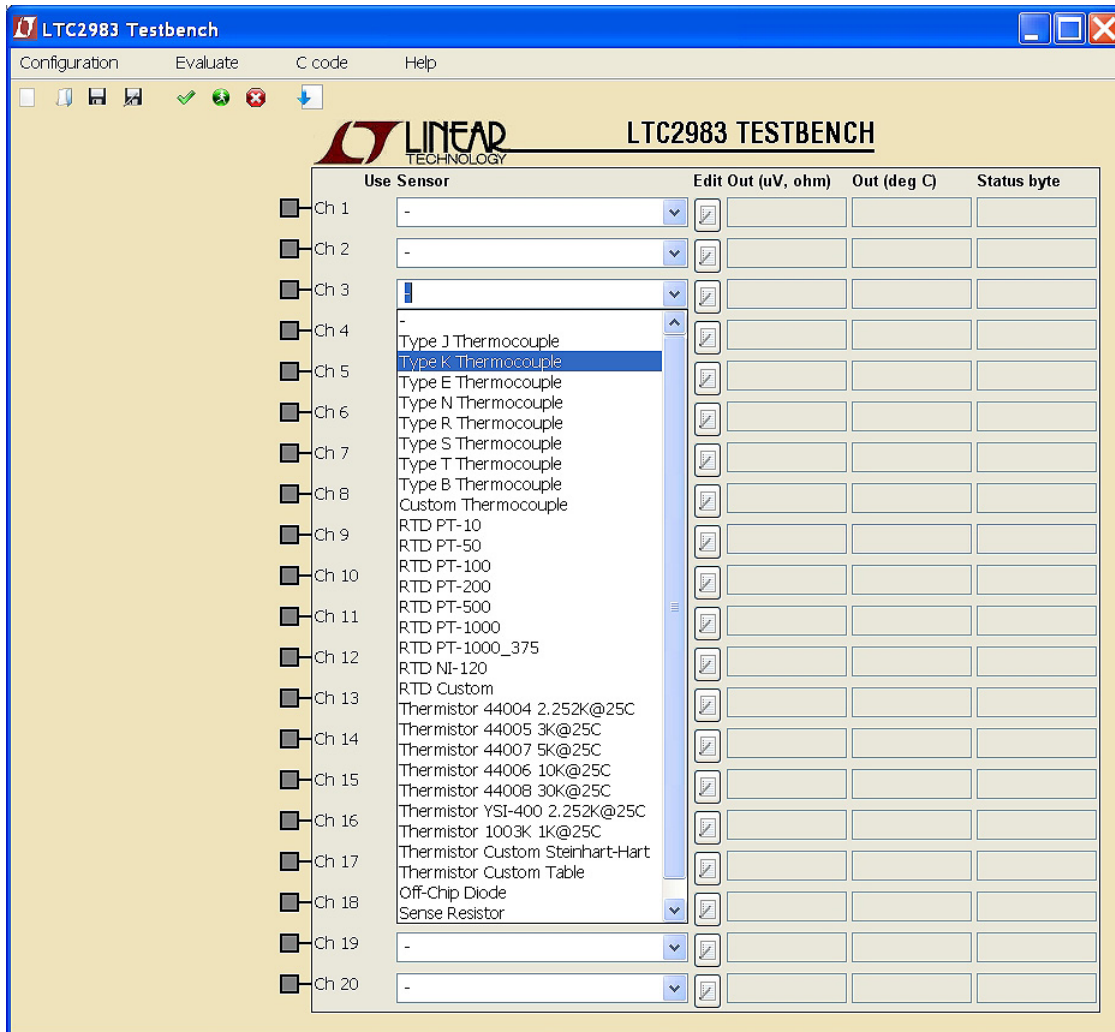 LTC2983 Testbench
Configuration Evaluate C code Help
LINEAR TECHNOLOGY
LTC2983 TESTBENCH
Use Sensor Edit Out (uV, ohm) Out (deg C) Status byte
Ch 1 -
Ch 2 -
Ch 3 -
Ch 4
Ch 5
Ch 6
Ch 7
Ch 8
Ch 9
Ch 10
Ch 11
Ch 12
Ch 13
Ch 14
Ch 15
Ch 16
Ch 17
Ch 18
-
Type J Thermocouple
Type K Thermocouple
Type E Thermocouple
Type N Thermocouple
Type R Thermocouple
Type S Thermocouple
Type T Thermocouple
Type B Thermocouple
Custom Thermocouple
RTD PT-10
RTD PT-50
RTD PT-100
RTD PT-200
RTD PT-500
RTD PT-1000
RTD PT-1000_375
RTD NI-120
RTD Custom
Thermistor 44004 2.252K@25C
Thermistor 44005 3K@25C
Thermistor 44007 5K@25C
Thermistor 44006 10K@25C
Thermistor 44008 30K@25C
Thermistor YSI-400 2.252K@25C
Thermistor 1003K 1K@25C
Thermistor Custom Steinhart-Hart
Thermistor Custom Table
Off-Chip Diode
Sense Resistor
Ch 19 -
Ch 20 -